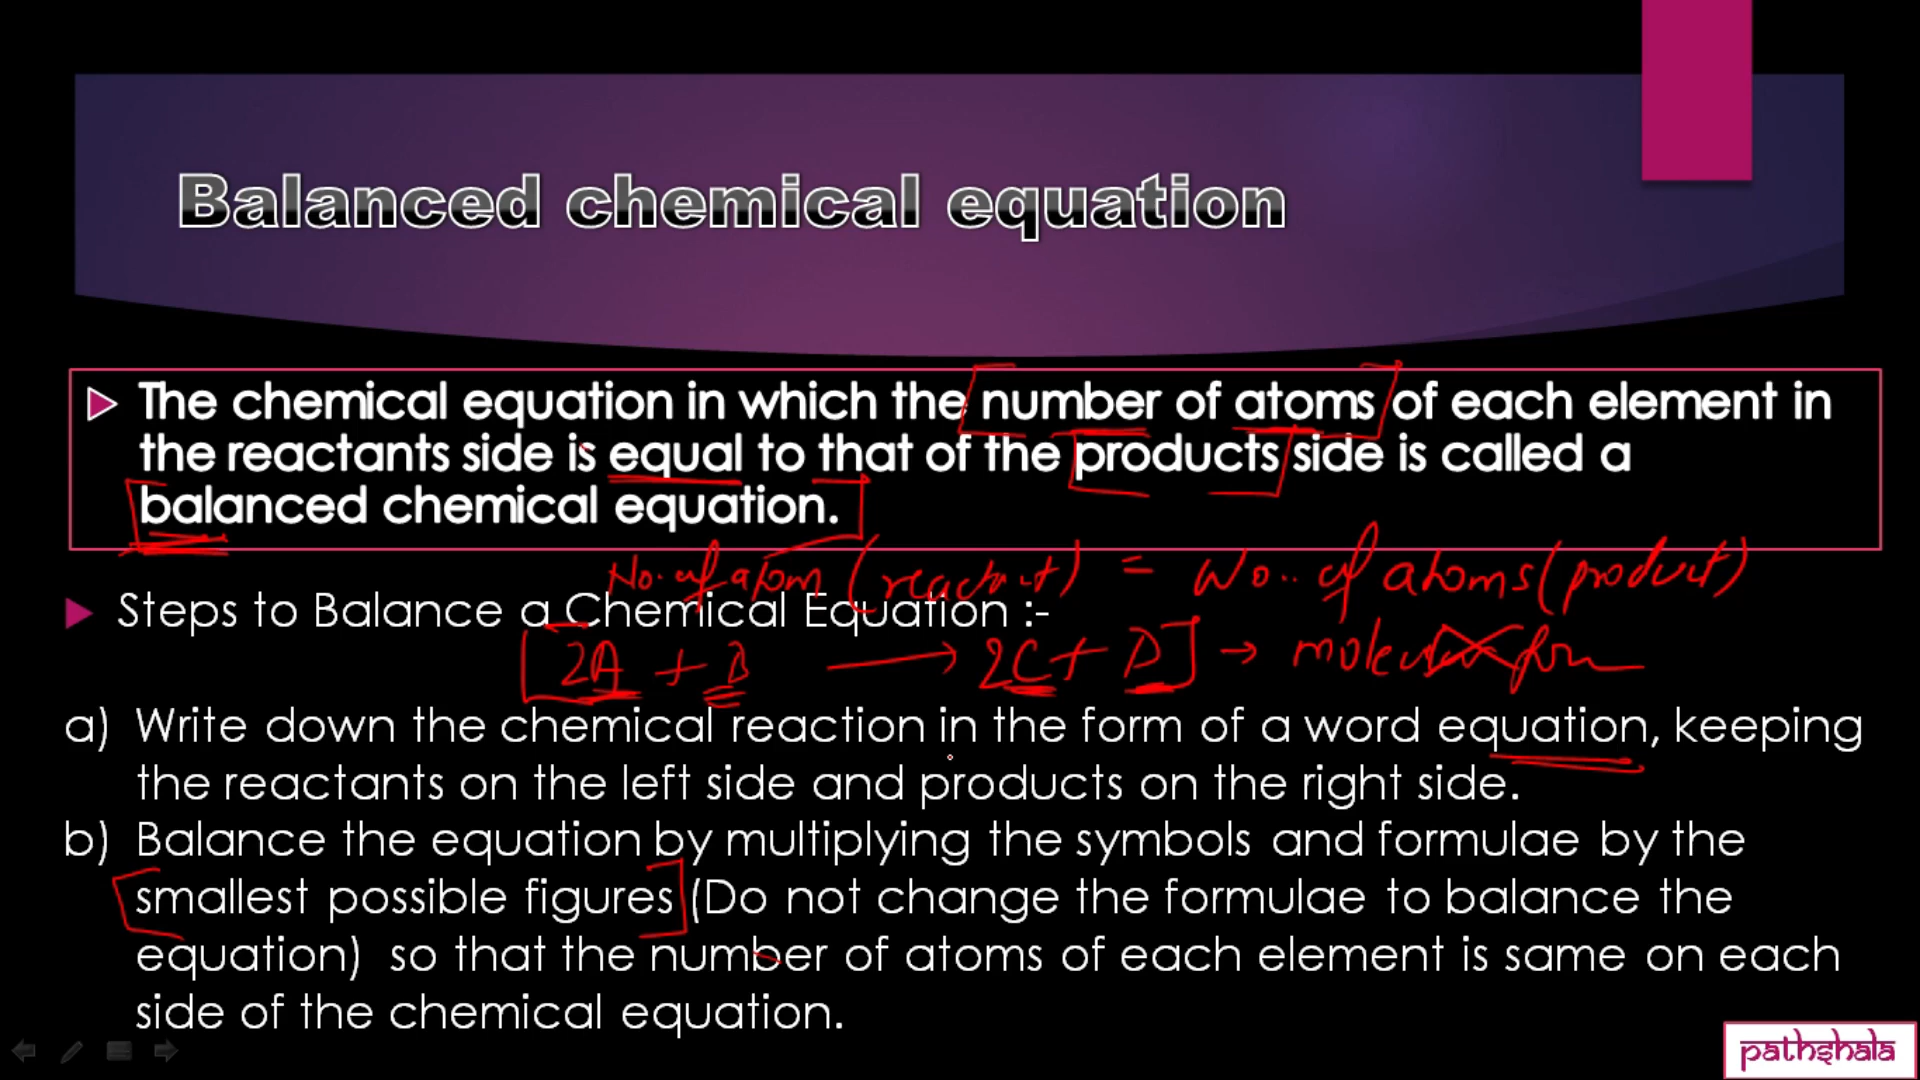 Balanced chemical equation
The chemical equation in which the number of atoms of each element in
the reactants side is equal to that of the products side is called a
balanced chemical equation.
No. of atom (reactant) = No. of atoms (product)
Steps to Balance a Chemical Equation :-
2A + B → 2C + D → form
a) Write down the chemical reaction in the form of a word equation, keeping
the reactants on the left side and products on the right side.
b) Balance the equation by multiplying the symbols and formulae by the
smallest possible figures (Do not change the formulae to balance the
equation) so that the number of atoms of each element is same on each
side of the chemical equation.
pathshala